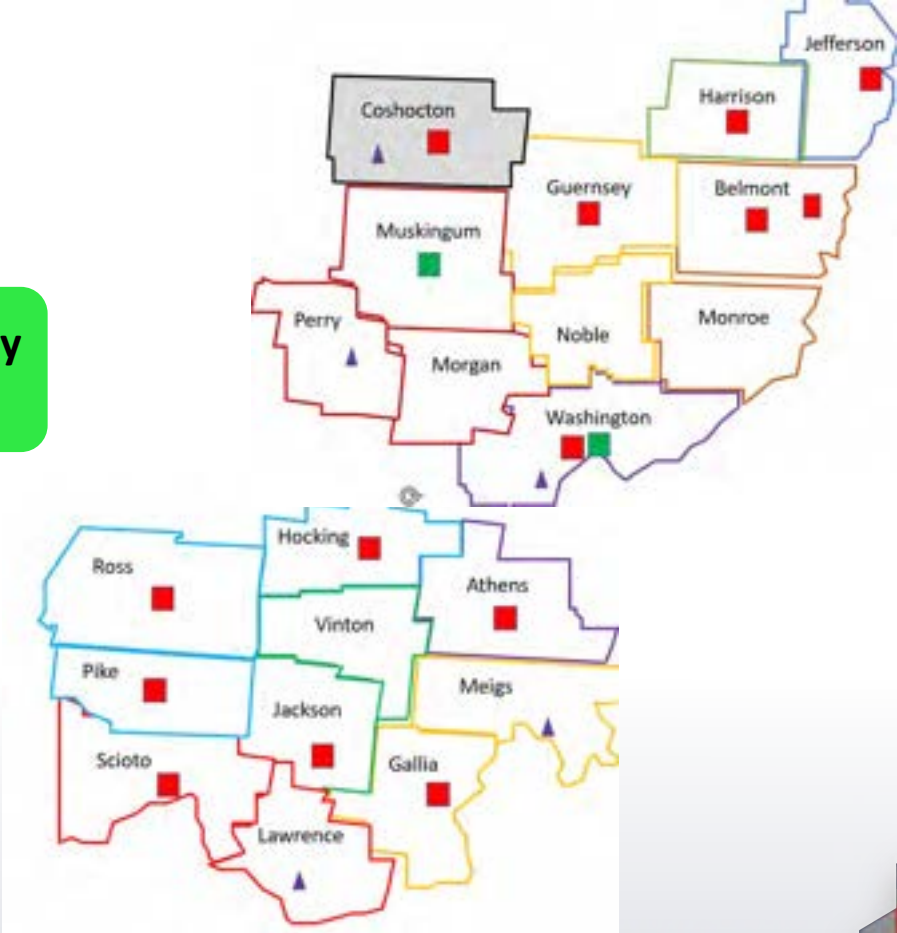 Jefferson
Harrison
Coshocton
Guernsey
Belmont
Muskingum
Perry
Monroe
Noble
Morgan
Washington
y
Hocking
Ross
Athens
Vinton
Pike
Meigs
Jackson
Scioto
Gallia
Lawrence